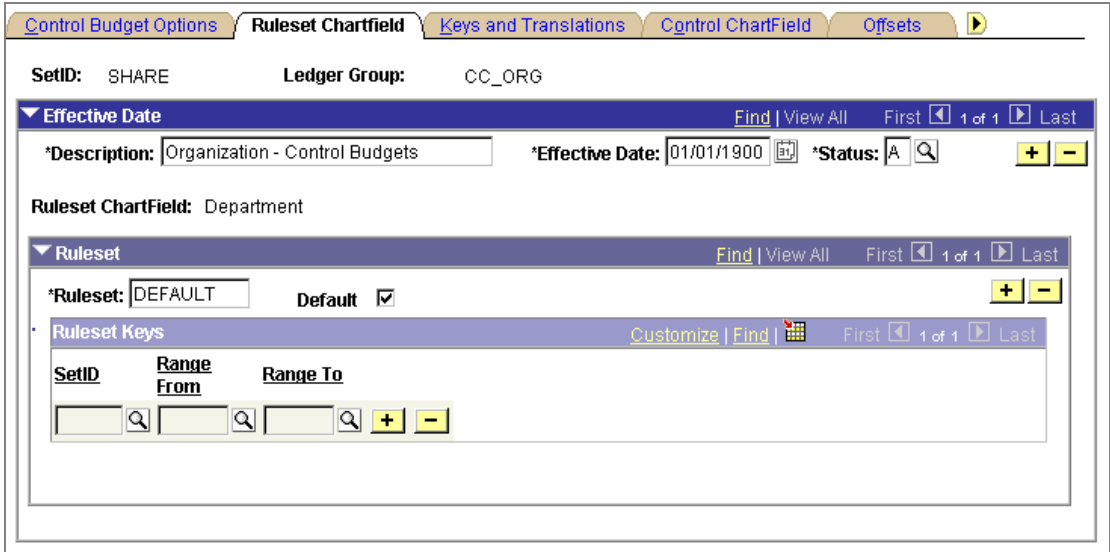 Control Budget Options Ruleset Chartfield Keys and Translations Control ChartField Offsets
SetID: SHARE Ledger Group: CC_ORG
Effective Date Find | View All First 1 of 1 Last
*Description: Organization - Control Budgets *Effective Date: 01/01/1900 31 *Status: A + -
Ruleset ChartField: Department
Ruleset Find | View All First 1 of 1 Last
*Ruleset: DEFAULT Default + -
Ruleset Keys Customize | Find | First 1 of 1 Last
SetID Range From Range To
+ -